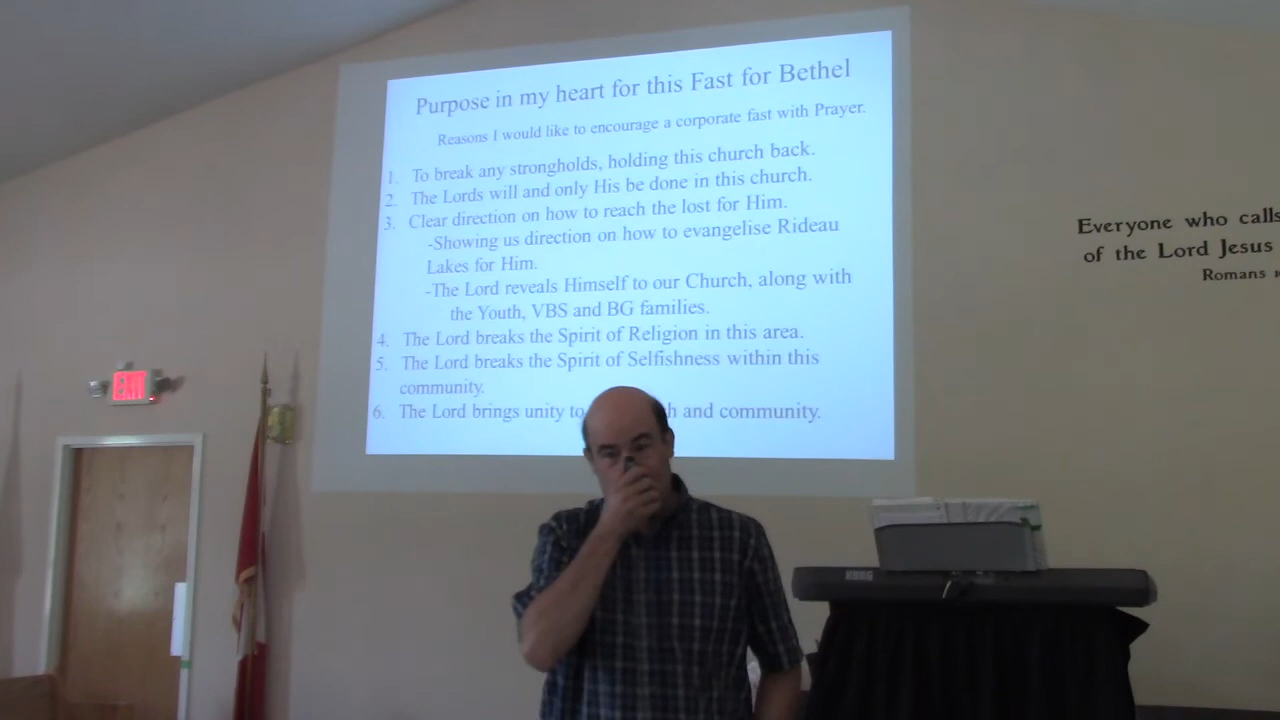 Purpose in my heart for this Fast for Bethel
Reasons I would like to encourage a corporate fast with Prayer.
1. To break any strongholds, holding this church back.
2. The Lords will and only His be done in this church.
3. Clear direction on how to reach the lost for Him.
-Showing us direction on how to evangelise Rideau
Lakes for Him.
-The Lord reveals Himself to our Church, along with
the Youth, VBS and BG families.
4. The Lord breaks the Spirit of Religion in this area.
5. The Lord breaks the Spirit of Selfishness within this
community.
6. The Lord brings unity to h and community.
Everyone who calls
of the Lord Jesus
Romans
EXIT
KORG